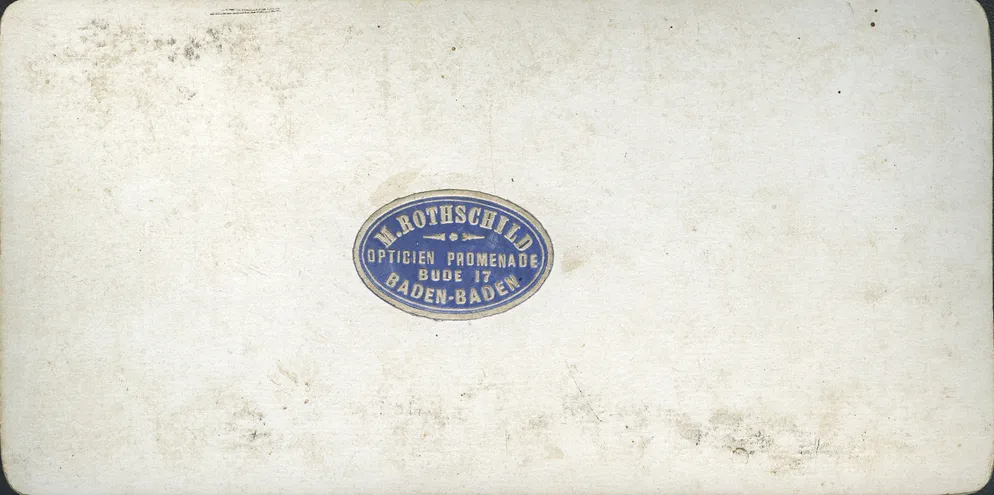 M. ROTHSCHILD
OPTICIEN PROMENADE
BUDE 17
BADEN-BADEN